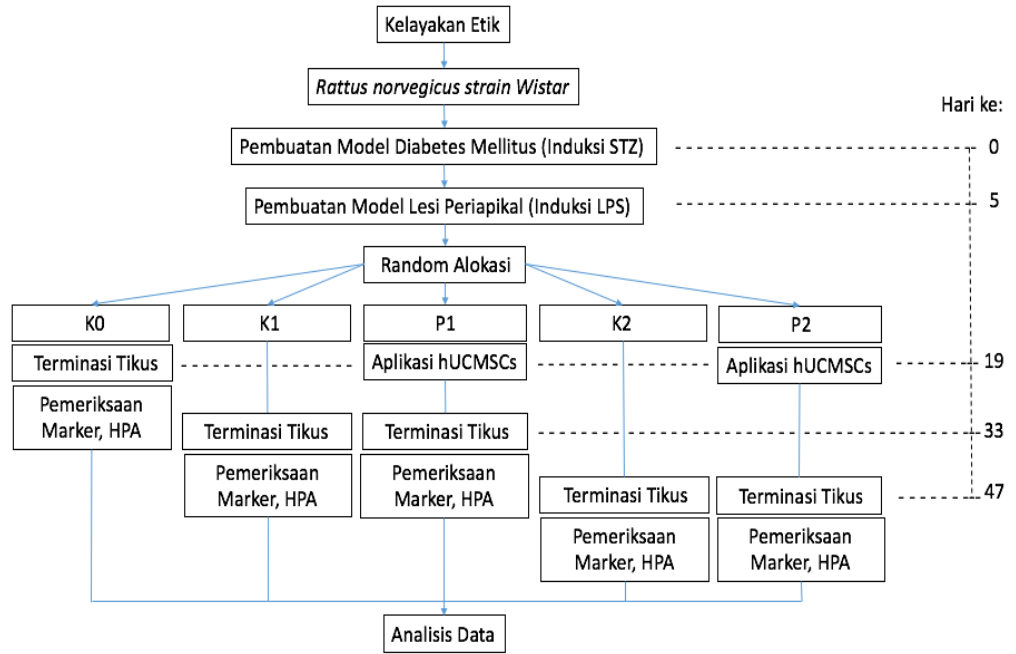 Kelayakan Etik
Rattus norvegicus strain Wistar
Hari ke:
Pembuatan Model Diabetes Mellitus (Induksi STZ)
0
Pembuatan Model Lesi Periapikal (Induksi LPS)
5
Random Alokasi
K0
K1
P1
K2
P2
Terminasi Tikus
Aplikasi hUCMSCs
Aplikasi hUCMSCs
19
Pemeriksaan
Marker, HPA
Terminasi Tikus
Terminasi Tikus
33
Pemeriksaan
Marker, HPA
Pemeriksaan
Marker, HPA
Terminasi Tikus
Terminasi Tikus
47
Pemeriksaan
Marker, HPA
Pemeriksaan
Marker, HPA
Analisis Data